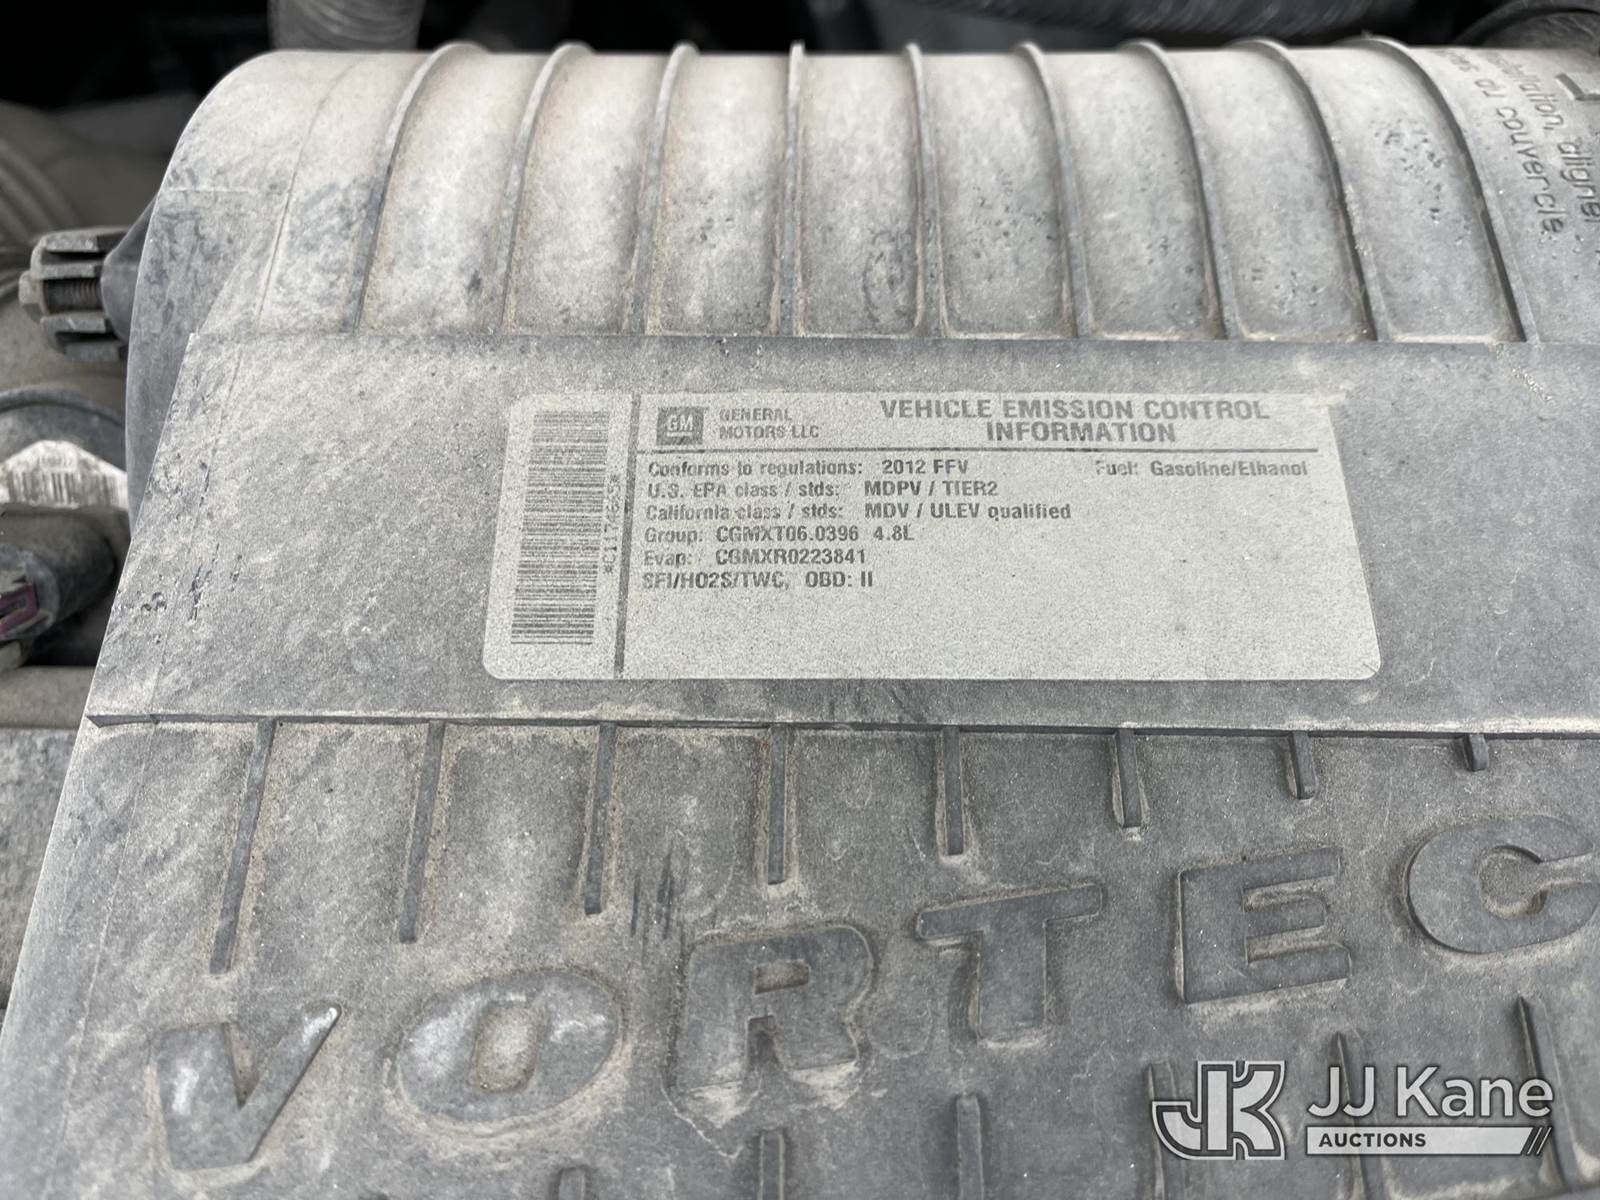 GM GENERAL MOTORS LLC
VEHICLE EMISSION CONTROL
INFORMATION
Conforms to regulations: 2012 FFV Fuel: Gasoline/Ethanol
U.S. EPA class / stds: MDPV / TIER2
California class / stds: MDV / ULEV qualified
Group: CGMXT06.0396 4.8L
Evap: CGMXR0223841
SFI/HO2S/TWC, OBD: II
VORTEC
JK JJ Kane
AUCTIONS